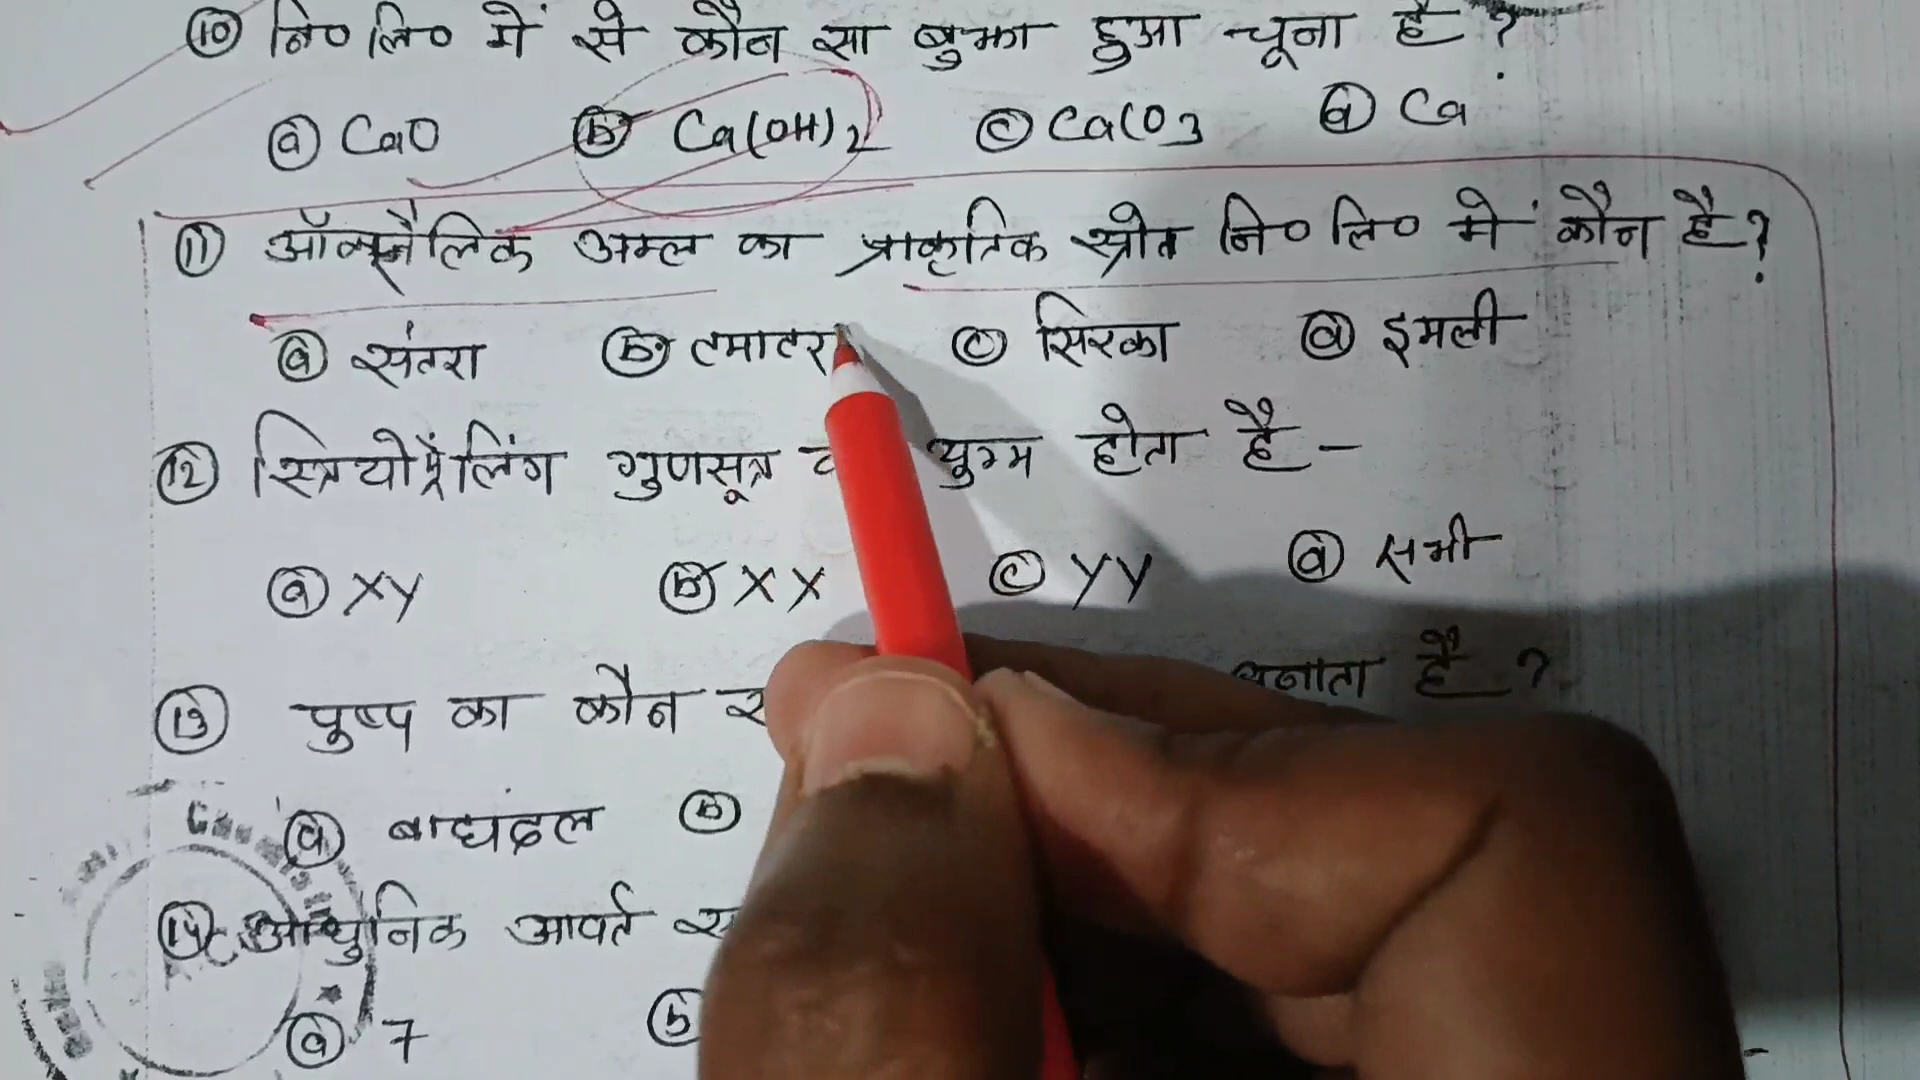 10 नि० लि० में से कौन सा बुझा हुआ चूना है ?
a CaO b Ca(OH)2 c CaCO3 d Ca
11 ऑक्जैलिक अम्ल का प्राकृतिक स्रोत नि० लि० में कौन है ?
a संतरा b टमाटर c सिरका d इमली
12 स्त्रियों में लिंग गुणसूत्र युग्म होता है -
a XY b XX c YY d सभी
13 पुष्प का कौन बनाता है ?
a बाह्यदल b
14 आधुनिक आवर्त
a 7 b